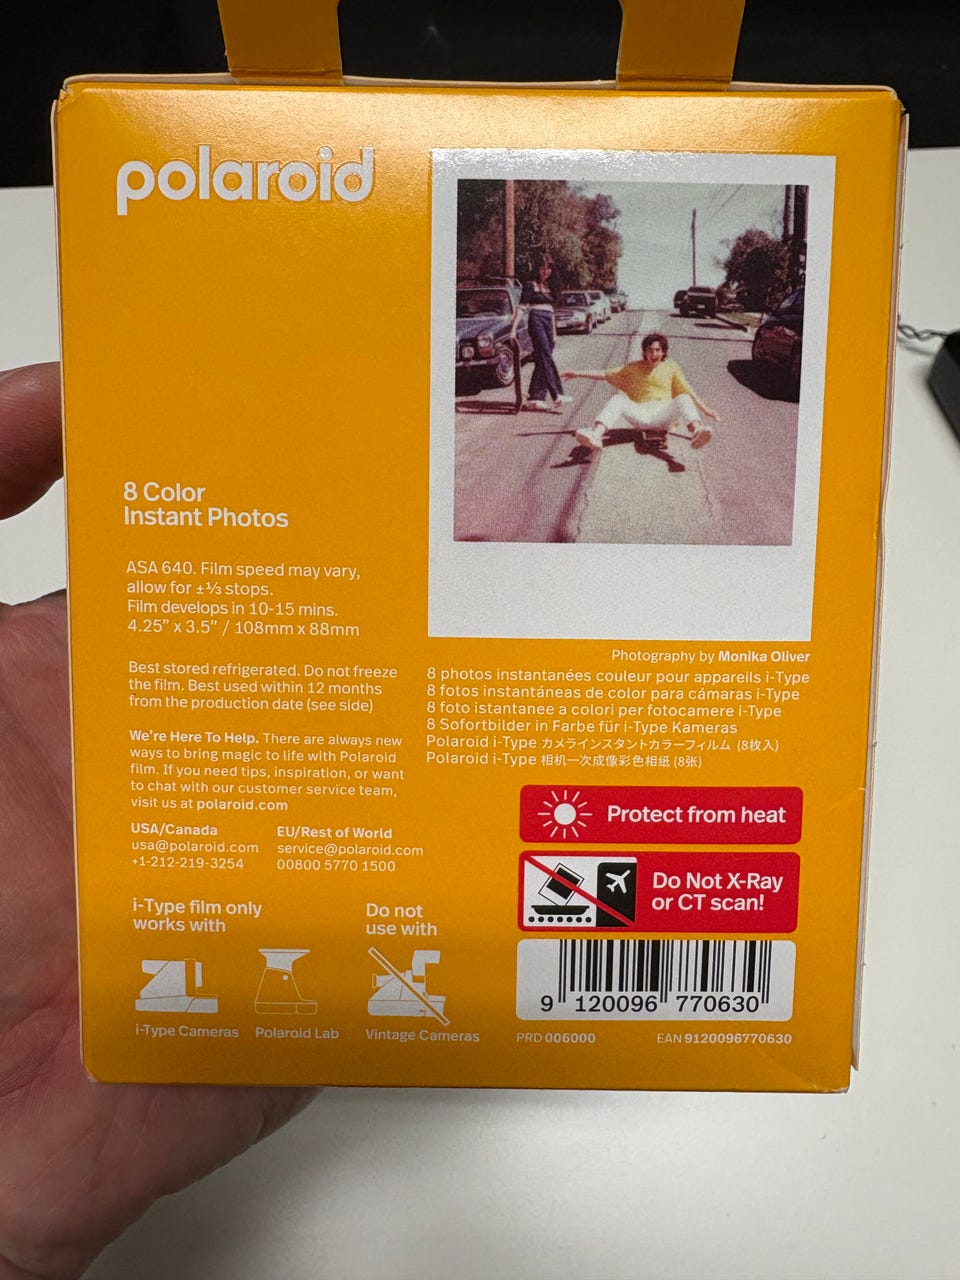 polaroid
8 Color
Instant Photos
ASA 640. Film speed may vary,
allow for ±⅓ stops.
Film develops in 10-15 mins.
4.25” x 3.5” / 108mm x 88mm
Best stored refrigerated. Do not freeze
the film. Best used within 12 months
from the production date (see side)
We’re Here To Help. There are always new
ways to bring magic to life with Polaroid
film. If you need tips, inspiration, or want
to chat with our customer service team,
visit us at polaroid.com
USA/Canada
usa@polaroid.com
+1-212-219-3254
EU/Rest of World
service@polaroid.com
00800 5770 1500
i-Type film only
works with
i-Type Cameras
Polaroid Lab
Do not
use with
Vintage Cameras
Photography by Monika Oliver
8 photos instantanées couleur pour appareils i-Type
8 fotos instantáneas de color para cámaras i-Type
8 foto istantanee a colori per fotocamere i-Type
8 Sofortbilder in Farbe für i-Type Kameras
Polaroid i-Type カメラインスタントカラーフィルム (8枚入)
Polaroid i-Type 相机一次成像彩色相纸 (8张)
Protect from heat
Do Not X-Ray
or CT scan!
9 120096 770630
PRD 006000
EAN 9120096770630